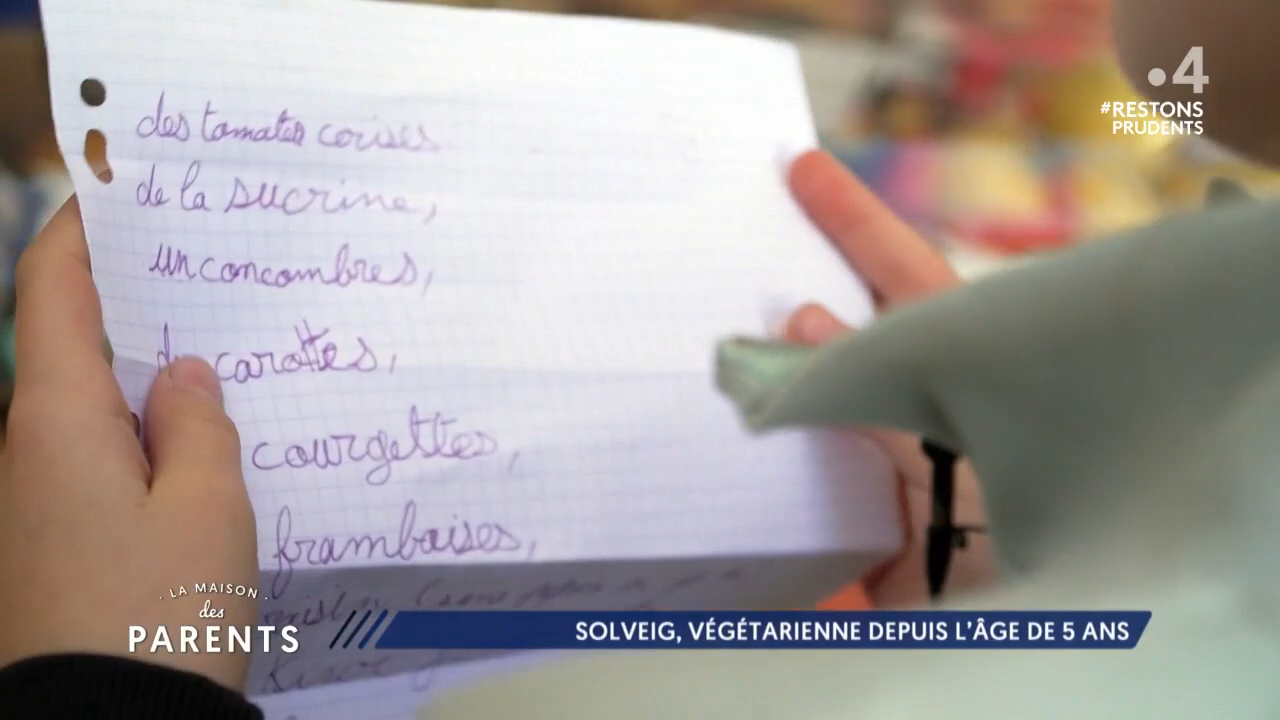 4
#RESTONS
PRUDENTS
des tomates cerises
de la sucrine,
un concombres,
carottes,
courgettes,
frambaises,
LA MAISON
des
PARENTS
SOLVEIG, VÉGÉTARIENNE DEPUIS L'ÂGE DE 5 ANS